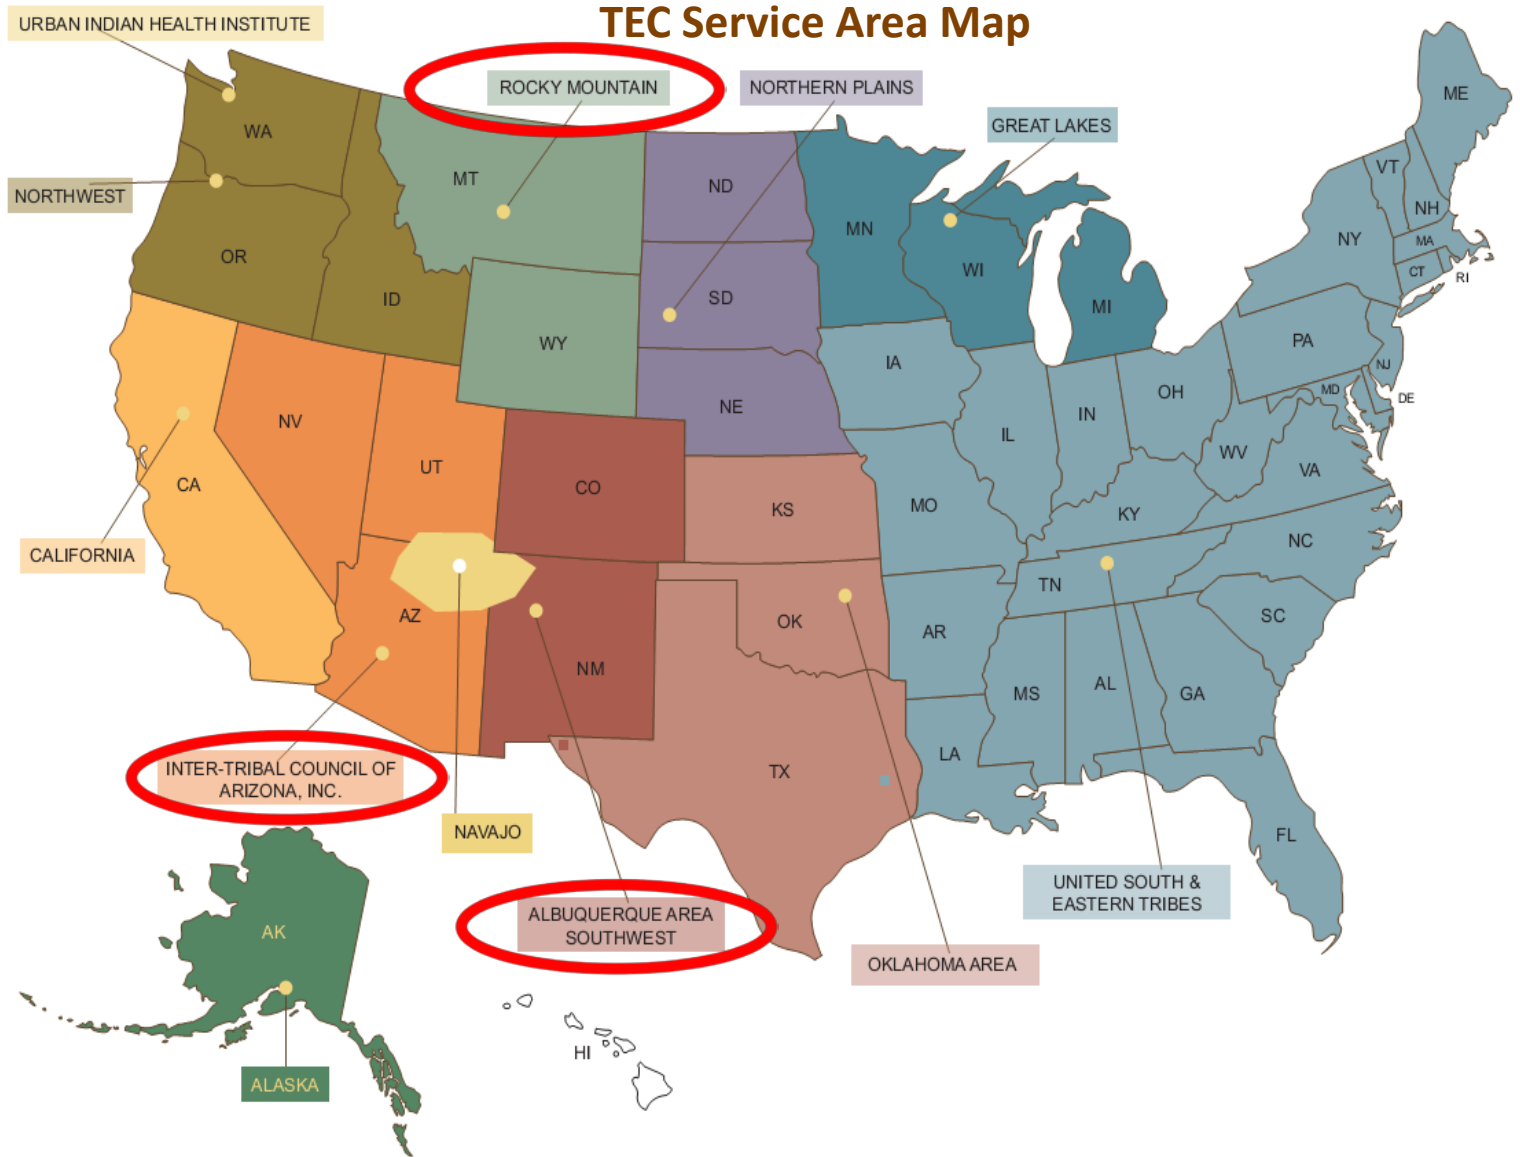 TEC Service Area Map
URBAN INDIAN HEALTH INSTITUTE
ROCKY MOUNTAIN
NORTHERN PLAINS
GREAT LAKES
NORTHWEST
WA
OR
ID
MT
WY
ND
SD
NE
MN
WI
MI
ME
VT
NH
NY
MA
CT
RI
PA
NJ
MD
DE
IA
IL
IN
OH
WV
VA
KY
MO
NC
TN
SC
AR
MS
AL
GA
LA
FL
NV
UT
CA
CO
KS
AZ
NM
OK
TX
CALIFORNIA
INTER-TRIBAL COUNCIL OF
ARIZONA, INC.
NAVAJO
ALBUQUERQUE AREA
SOUTHWEST
OKLAHOMA AREA
UNITED SOUTH &
EASTERN TRIBES
AK
ALASKA
HI